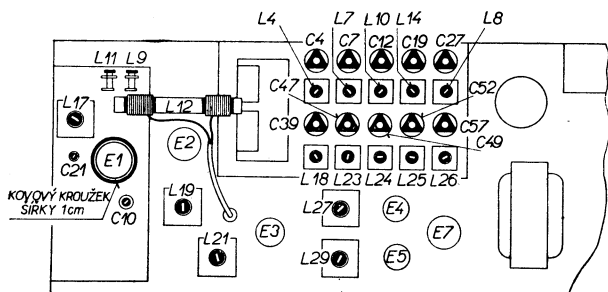 L4 L7 L10 L14 L8
C4 C7 C12 C19 C27
L11 L9
C47 C52
L17 L12
C39 C57
C49
E2
E1
C21
L18 L23 L24 L25 L26
KOVOVÝ KROUŽEK
ŠÍŘKY 1cm
C10
L19 L27 E4
E3 E7
L21 L29 E5